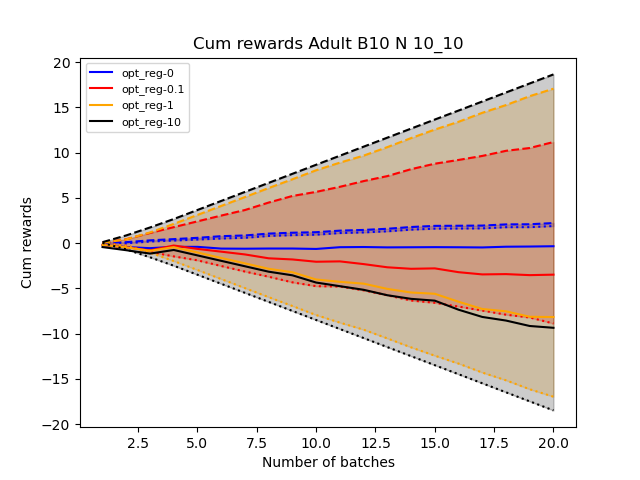 Cum rewards Adult B10 N 10_10
opt_reg-0
opt_reg-0.1
opt_reg-1
opt_reg-10
Cum rewards
20
15
10
5
0
−5
−10
−15
−20
2.5 5.0 7.5 10.0 12.5 15.0 17.5 20.0
Number of batches